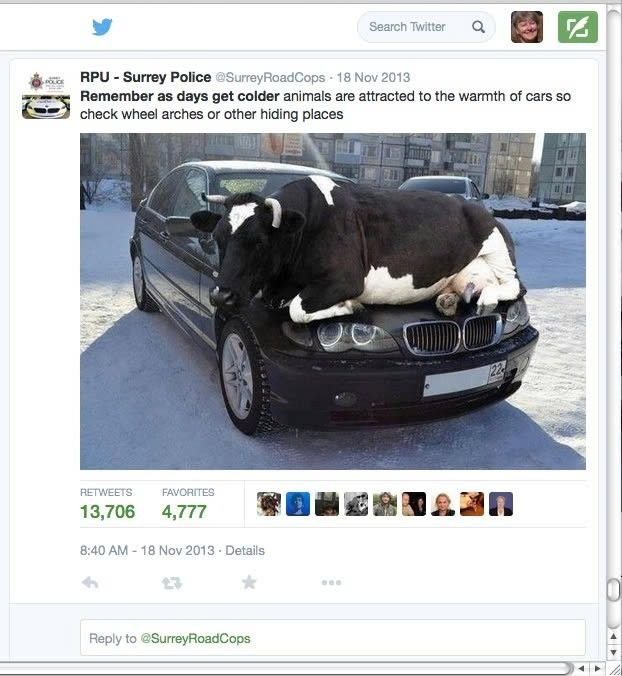 Search Twitter
RPU - Surrey Police @SurreyRoadCops · 18 Nov 2013
Remember as days get colder animals are attracted to the warmth of cars so
check wheel arches or other hiding places
POLICE
22
RETWEETS FAVORITES
13,706 4,777
8:40 AM - 18 Nov 2013 · Details
Reply to @SurreyRoadCops